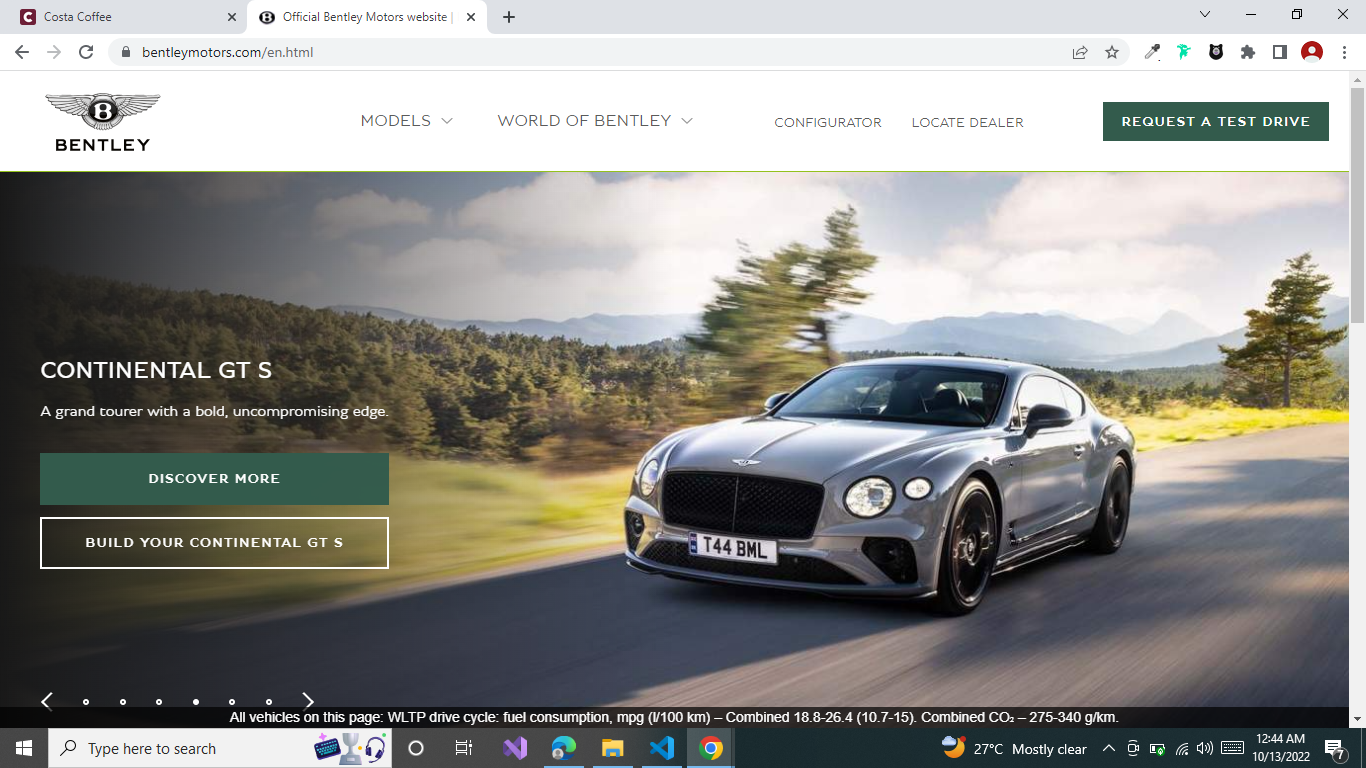 Costa Coffee
Official Bentley Motors website |
bentleymotors.com/en.html
B
BENTLEY
MODELS
WORLD OF BENTLEY
CONFIGURATOR
LOCATE DEALER
REQUEST A TEST DRIVE
CONTINENTAL GT S
A grand tourer with a bold, uncompromising edge.
DISCOVER MORE
BUILD YOUR CONTINENTAL GT S
T44 BML
All vehicles on this page: WLTP drive cycle: fuel consumption, mpg (l/100 km) – Combined 18.8-26.4 (10.7-15). Combined CO₂ – 275-340 g/km.
Type here to search
27°C Mostly clear
12:44 AM
10/13/2022
7